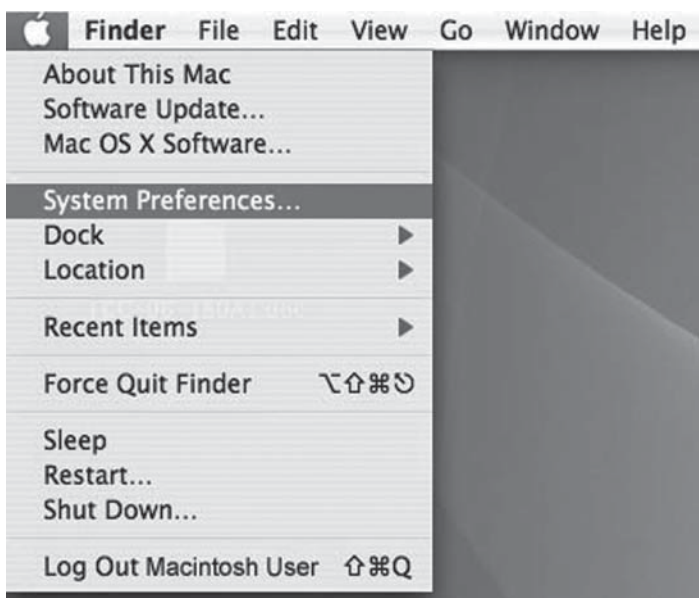 Finder File Edit View Go Window Help
About This Mac
Software Update...
Mac OS X Software...
System Preferences...
Dock
Location
Recent Items
Force Quit Finder ⌥⇧⌘⎋
Sleep
Restart...
Shut Down...
Log Out Macintosh User ⇧⌘Q